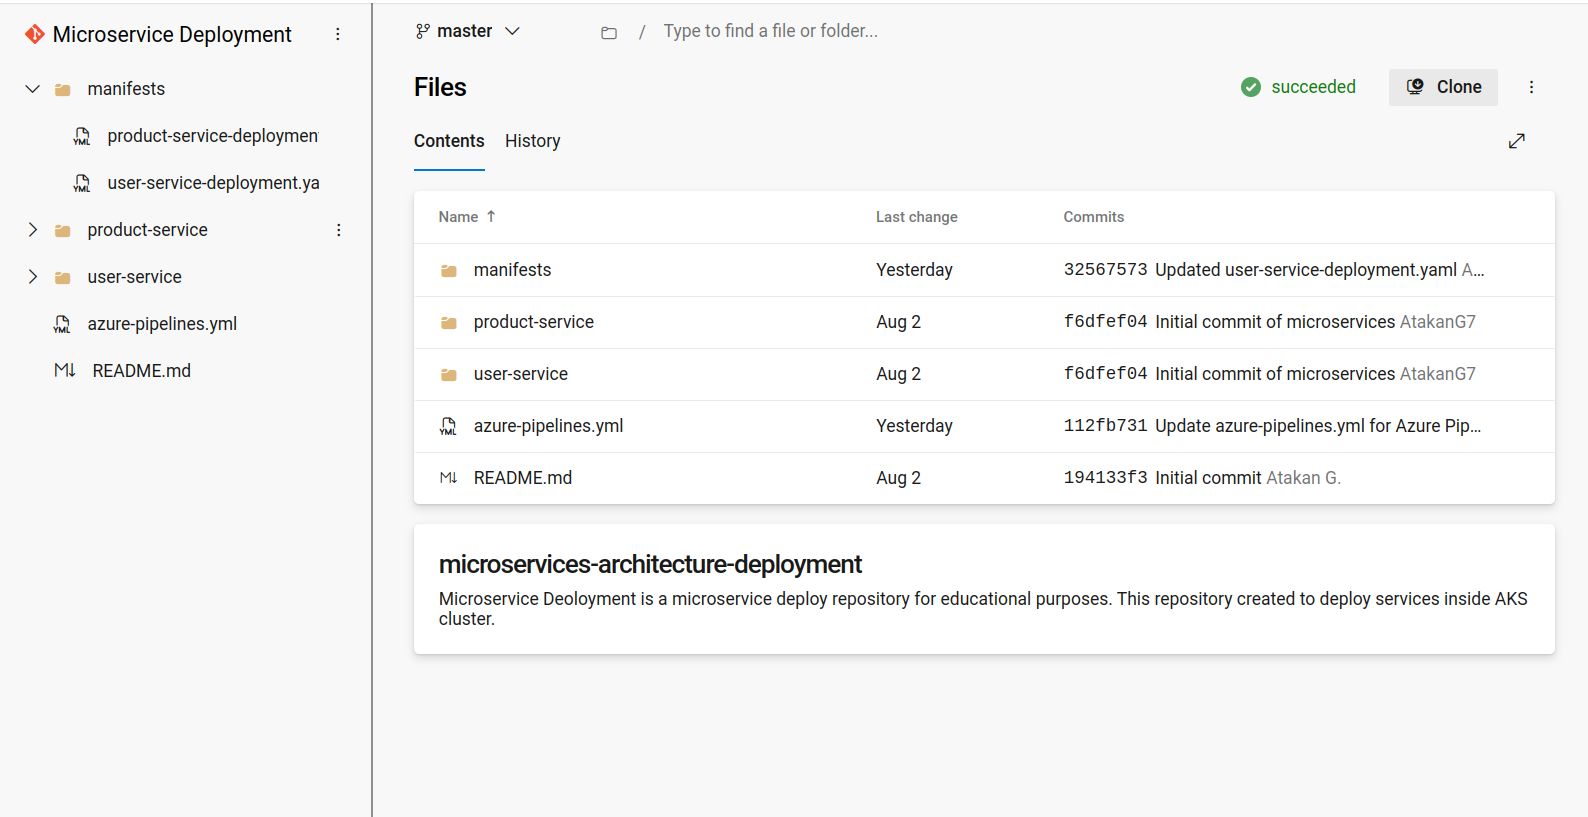 Microservice Deployment
manifests
product-service-deploymen
user-service-deployment.ya
product-service
user-service
azure-pipelines.yml
README.md
master
/ Type to find a file or folder...
Files
succeeded
Clone
Contents History
Name ↑ Last change Commits
manifests Yesterday 32567573 Updated user-service-deployment.yaml A...
product-service Aug 2 f6dfef04 Initial commit of microservices AtakanG7
user-service Aug 2 f6dfef04 Initial commit of microservices AtakanG7
YML azure-pipelines.yml Yesterday 112fb731 Update azure-pipelines.yml for Azure Pip...
M↓ README.md Aug 2 194133f3 Initial commit Atakan G.
microservices-architecture-deployment
Microservice Deoloyment is a microservice deploy repository for educational purposes. This repository created to deploy services inside AKS
cluster.